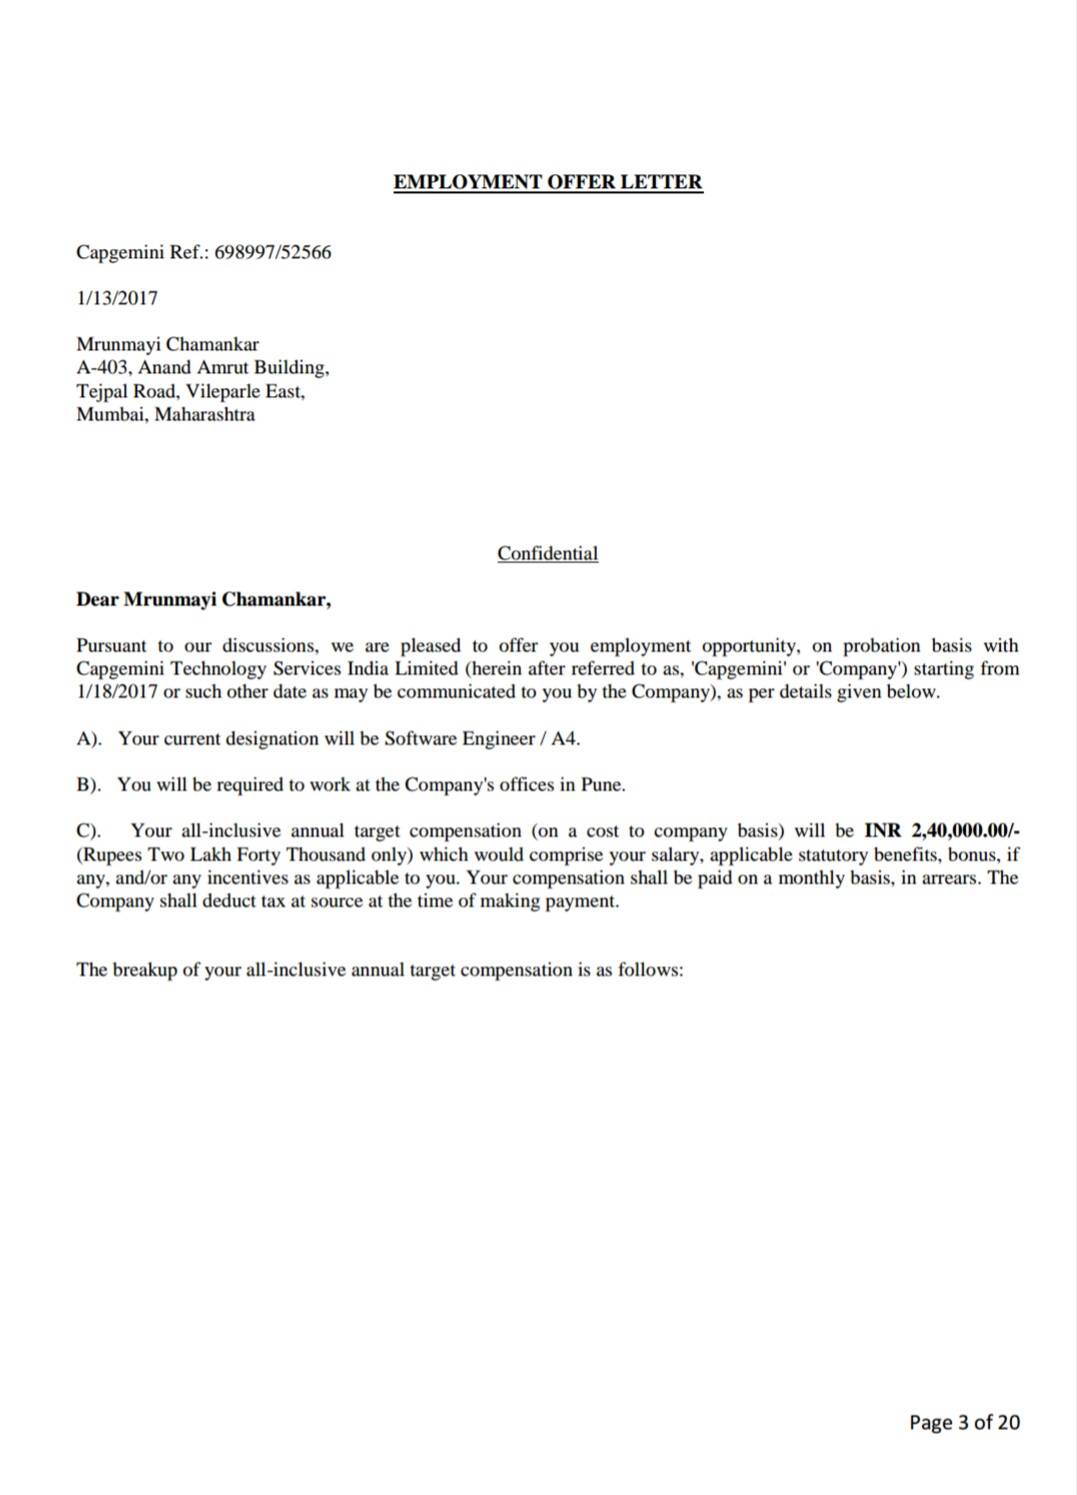 EMPLOYMENT OFFER LETTER
Capgemini Ref.: 698997/52566
1/13/2017
Mrunmayi Chamankar
A-403, Anand Amrut Building,
Tejpal Road, Vileparle East,
Mumbai, Maharashtra
Confidential
Dear Mrunmayi Chamankar,
Pursuant to our discussions, we are pleased to offer you employment opportunity, on probation basis with
Capgemini Technology Services India Limited (herein after referred to as, 'Capgemini' or 'Company') starting from
1/18/2017 or such other date as may be communicated to you by the Company), as per details given below.
A). Your current designation will be Software Engineer / A4.
B). You will be required to work at the Company's offices in Pune.
C). Your all-inclusive annual target compensation (on a cost to company basis) will be INR 2,40,000.00/-
(Rupees Two Lakh Forty Thousand only) which would comprise your salary, applicable statutory benefits, bonus, if
any, and/or any incentives as applicable to you. Your compensation shall be paid on a monthly basis, in arrears. The
Company shall deduct tax at source at the time of making payment.
The breakup of your all-inclusive annual target compensation is as follows:
Page 3 of 20